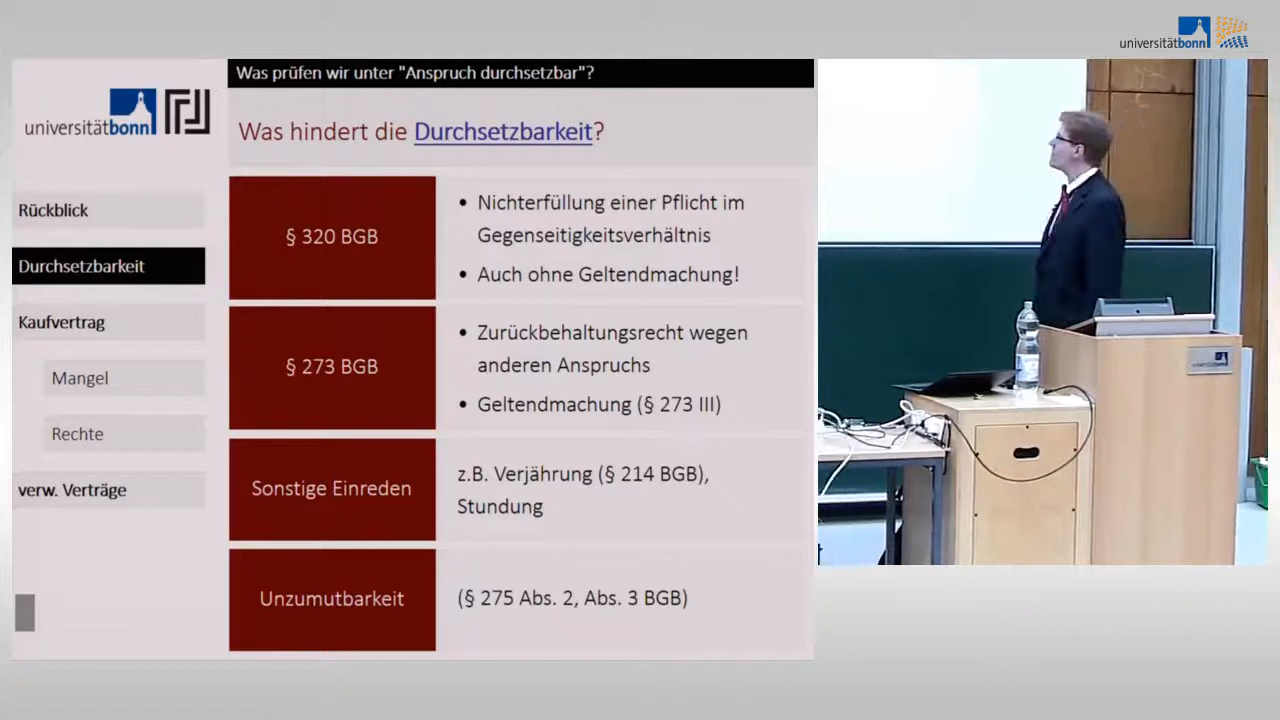 universitätbonn
Was prüfen wir unter "Anspruch durchsetzbar"?
universitätbonn
Was hindert die Durchsetzbarkeit?
Rückblick
Durchsetzbarkeit
Kaufvertrag
Mangel
Rechte
verw. Verträge
§ 320 BGB
• Nichterfüllung einer Pflicht im
Gegenseitigkeitsverhältnis
• Auch ohne Geltendmachung!
§ 273 BGB
• Zurückbehaltungsrecht wegen
anderen Anspruchs
• Geltendmachung (§ 273 III)
Sonstige Einreden
z.B. Verjährung (§ 214 BGB),
Stundung
Unzumutbarkeit
(§ 275 Abs. 2, Abs. 3 BGB)